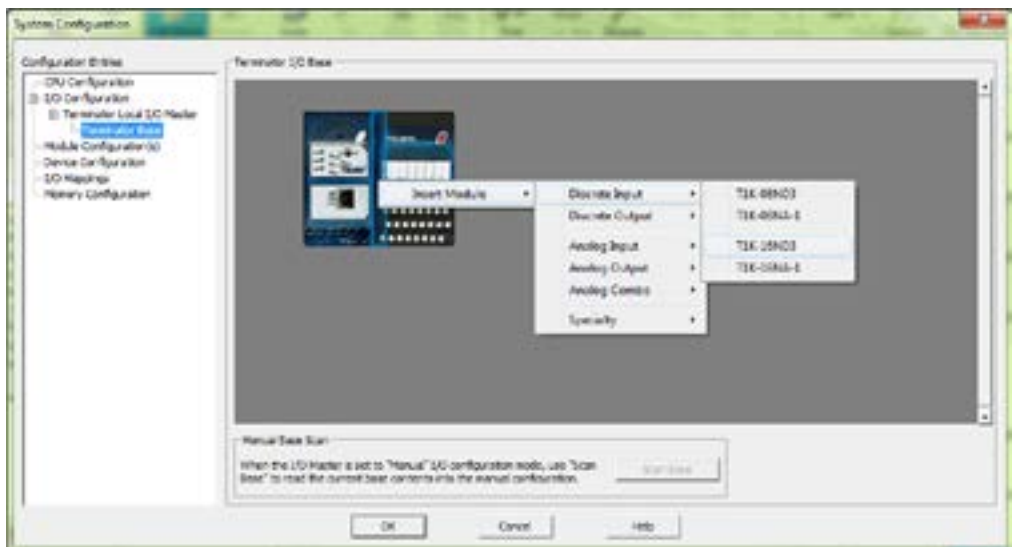 System Configuration
Configuration Entries
CPU Configuration
I/O Configuration
Terminator Local I/O Master
Terminator Base
Module Configuration(s)
Device Configuration
I/O Mappings
Memory Configuration
Terminator I/O Base
Insert Module
Discrete Input
Discrete Output
Analog Input
Analog Output
Analog Combo
Specialty
T1K-08ND3
T1K-08NA-1
T1K-16ND3
T1K-16NA-1
Manual Base Scan
When the I/O Master is set to "Manual" I/O configuration mode, use "Scan
Base" to read the current base contents into the manual configuration.
Scan Base
OK
Cancel
Help